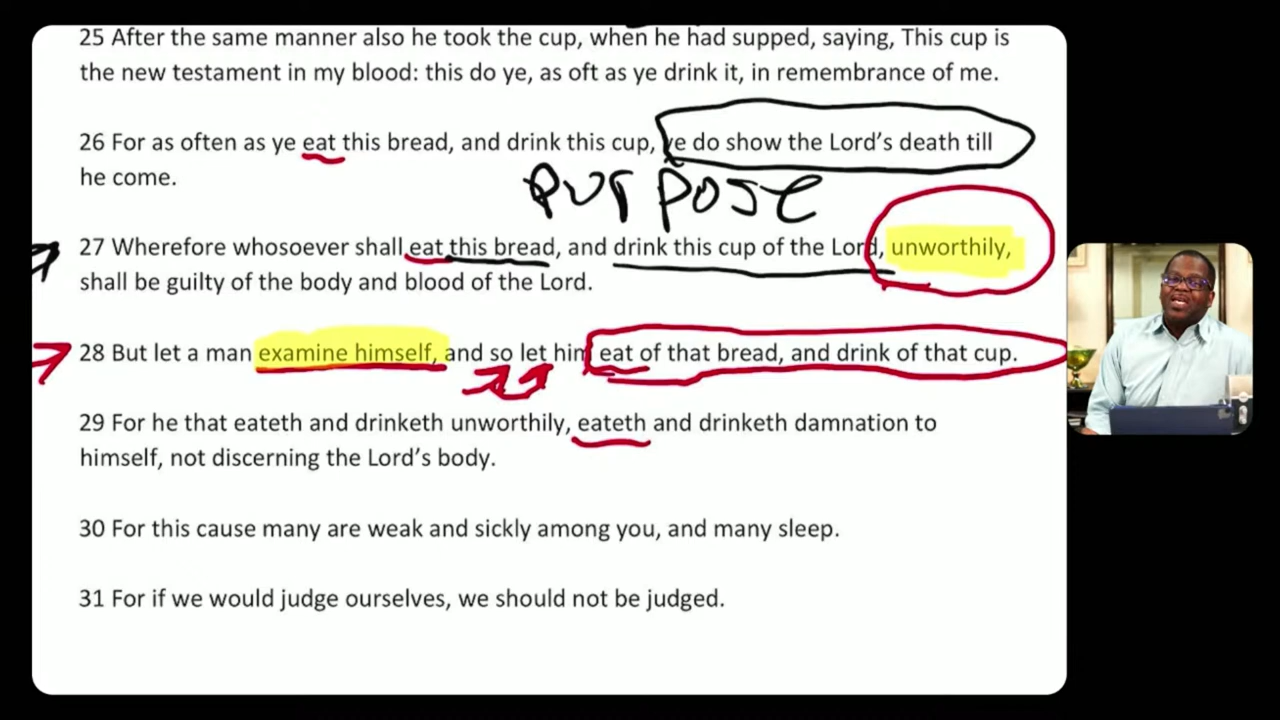 25 After the same manner also he took the cup, when he had supped, saying, This cup is
the new testament in my blood: this do ye, as oft as ye drink it, in remembrance of me.
26 For as often as ye eat this bread, and drink this cup, ye do show the Lord’s death till
he come.
purpose
27 Wherefore whosoever shall eat this bread, and drink this cup of the Lord, unworthily,
shall be guilty of the body and blood of the Lord.
28 But let a man examine himself, and so let him eat of that bread, and drink of that cup.
29 For he that eateth and drinketh unworthily, eateth and drinketh damnation to
himself, not discerning the Lord’s body.
30 For this cause many are weak and sickly among you, and many sleep.
31 For if we would judge ourselves, we should not be judged.